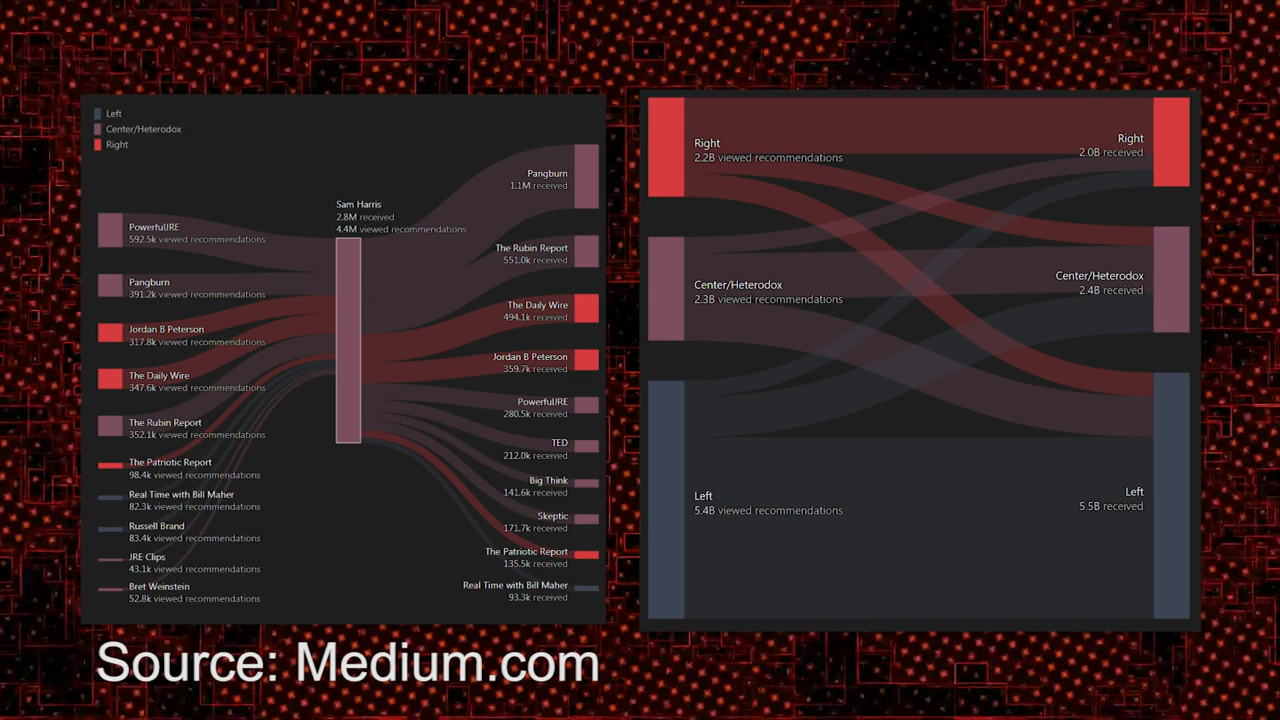 Left
Center/Heterodox
Right
PowerfulJRE
592.5k viewed recommendations
Pangburn
391.2k viewed recommendations
Jordan B Peterson
317.8k viewed recommendations
The Daily Wire
347.6k viewed recommendations
The Rubin Report
352.1k viewed recommendations
The Patriotic Report
98.4k viewed recommendations
Real Time with Bill Maher
82.3k viewed recommendations
Russell Brand
83.4k viewed recommendations
JRE Clips
43.1k viewed recommendations
Bret Weinstein
52.8k viewed recommendations
Sam Harris
2.8M received
4.4M viewed recommendations
Pangburn
1.1M received
The Rubin Report
551.0k received
The Daily Wire
494.1k received
Jordan B Peterson
359.7k received
PowerfulJRE
280.5k received
TED
212.0k received
Big Think
141.6k received
Skeptic
171.7k received
The Patriotic Report
135.5k received
Real Time with Bill Maher
93.3k received
Right
2.2B viewed recommendations
Center/Heterodox
2.3B viewed recommendations
Left
5.4B viewed recommendations
Right
2.0B received
Center/Heterodox
2.4B received
Left
5.5B received
Source: Medium.com